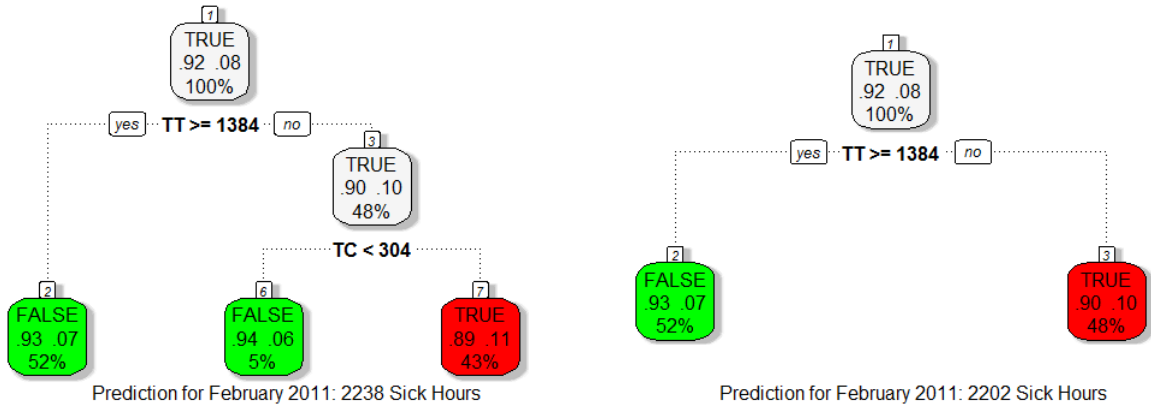 1
TRUE
.92 .08
100%
yes TT >= 1384 no
3
TRUE
.90 .10
48%
TC < 304
2
FALSE
.93 .07
52%
6
FALSE
.94 .06
5%
7
TRUE
.89 .11
43%
Prediction for February 2011: 2238 Sick Hours
1
TRUE
.92 .08
100%
yes TT >= 1384 no
2
FALSE
.93 .07
52%
3
TRUE
.90 .10
48%
Prediction for February 2011: 2202 Sick Hours